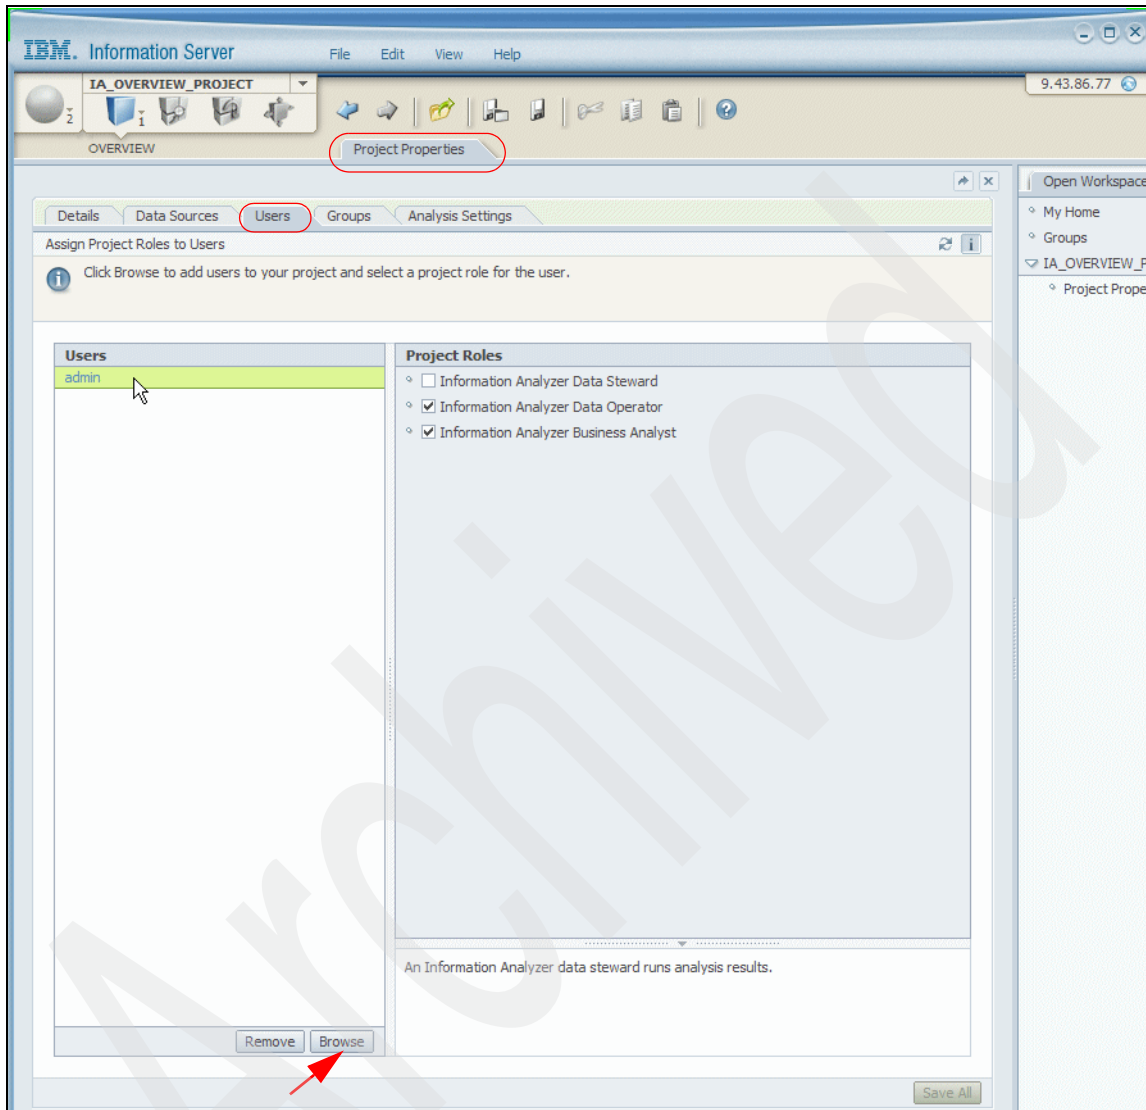 IBM. Information Server
File Edit View Help
IA_OVERVIEW_PROJECT
9.43.86.77
2
1
OVERVIEW
Project Properties
Open Workspace
My Home
Groups
IA_OVERVIEW_P
Project Prope
Details Data Sources Users Groups Analysis Settings
Assign Project Roles to Users
Click Browse to add users to your project and select a project role for the user.
Users
admin
Project Roles
Information Analyzer Data Steward
Information Analyzer Data Operator
Information Analyzer Business Analyst
An Information Analyzer data steward runs analysis results.
Remove Browse
Save All
Archived